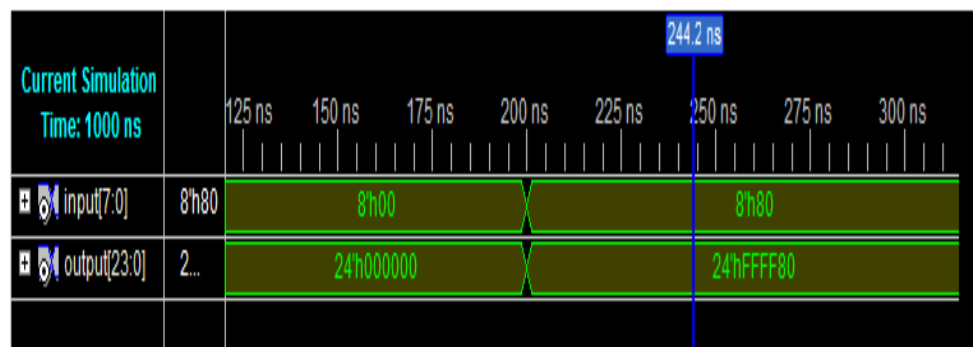 244.2 ns
Current Simulation
Time: 1000 ns
125 ns 150 ns 175 ns 200 ns 225 ns 250 ns 275 ns 300 ns
input[7:0] 8'h80 8'h00 8'h80
output[23:0] 2... 24'h000000 24'hFFFF80